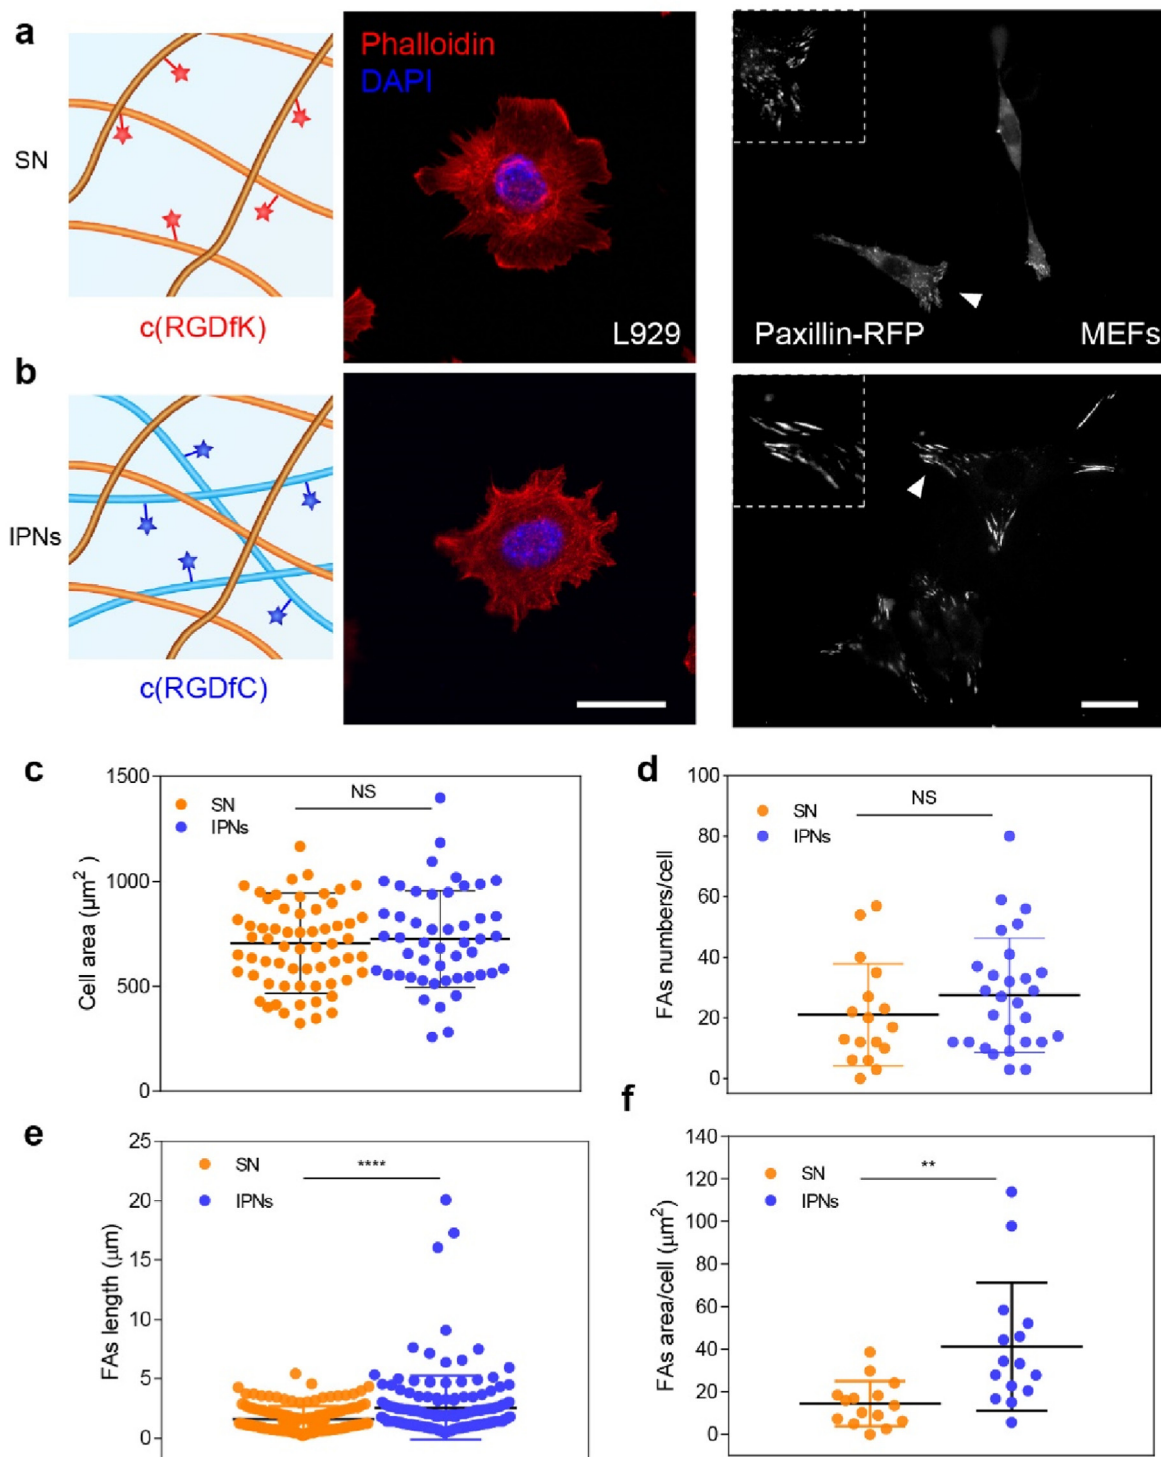 a
SN
c(RGDfK)
Phalloidin
DAPI
L929
Paxillin-RFP
MEFs
b
IPNs
c(RGDfC)
c
Cell area (μm²)
1500
1000
500
0
SN
IPNs
NS
d
FAs numbers/cell
100
80
60
40
20
0
SN
IPNs
NS
e
FAs length (μm)
25
20
15
10
5
0
SN
IPNs
****
f
FAs area/cell (μm²)
140
120
100
80
60
40
20
0
SN
IPNs
**